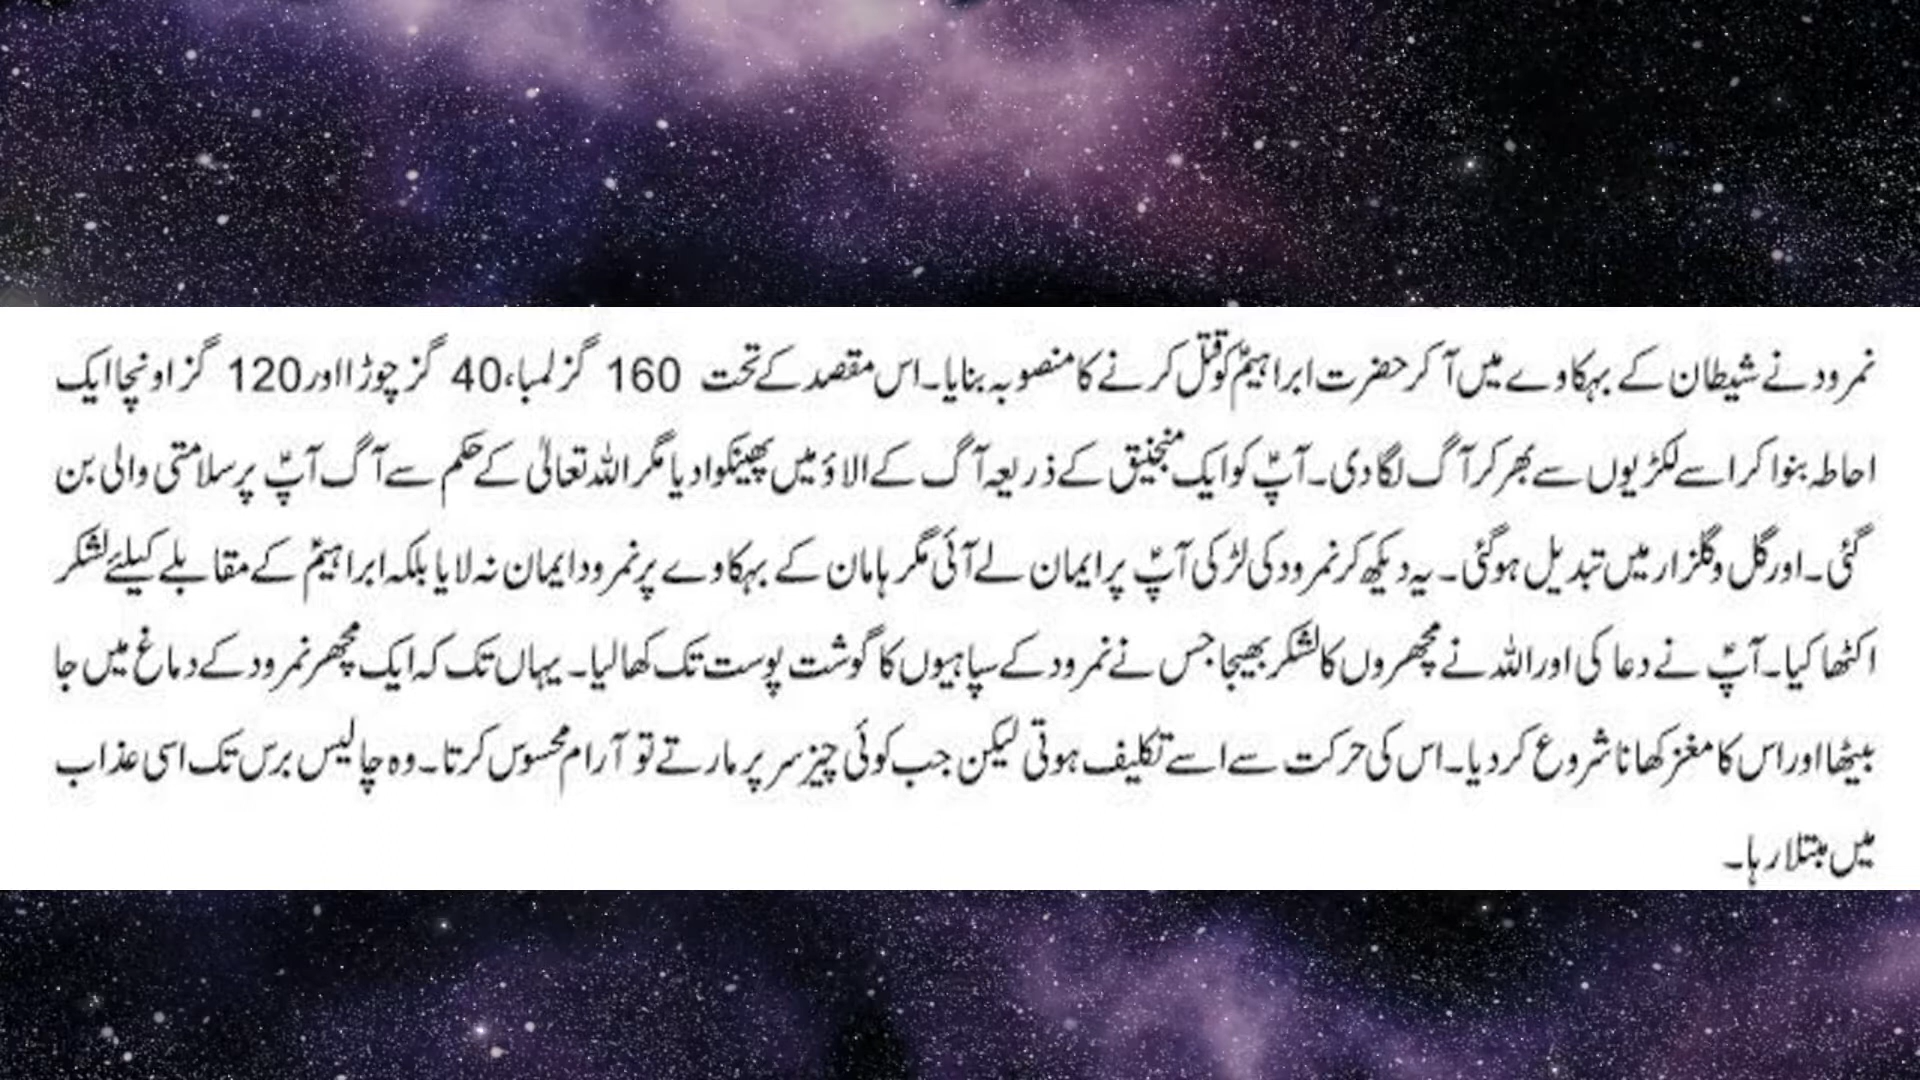 نمرود نے شیطان کے بہکاوے میں آ کر حضرت ابراہیمؑ کو قتل کرنے کا منصوبہ بنایا۔ اس مقصد کے تحت 160 گز لمبا، 40 گز چوڑا اور 120 گز اونچا ایک
احاطہ بنوا کر اسے لکڑیوں سے بھر کر آگ لگا دی۔ آپؑ کو ایک منجنیق کے ذریعہ آگ کے الاؤ میں پھینکوا دیا مگر اللہ تعالیٰ کے حکم سے آگ آپؑ پر سلامتی والی بن
گئی۔ اور گل و گلزار میں تبدیل ہو گئی۔ یہ دیکھ کر نمرود کی لڑکی آپؑ پر ایمان لے آئی مگر ہامان کے بہکاوے پر نمرود ایمان نہ لایا بلکہ ابراہیمؑ کے مقابلے کیلئے لشکر
اکٹھا کیا۔ آپؑ نے دعا کی اور اللہ نے مچھروں کا لشکر بھیجا جس نے نمرود کے سپاہیوں کا گوشت پوست تک کھا لیا۔ یہاں تک کہ ایک مچھر نمرود کے دماغ میں جا
بیٹھا اور اس کا مغز کھانا شروع کر دیا۔ اس کی حرکت سے اسے تکلیف ہوتی لیکن جب کوئی چیز سر پر مارتے تو آرام محسوس کرتا۔ وہ چالیس برس تک اسی عذاب
میں مبتلا رہا۔